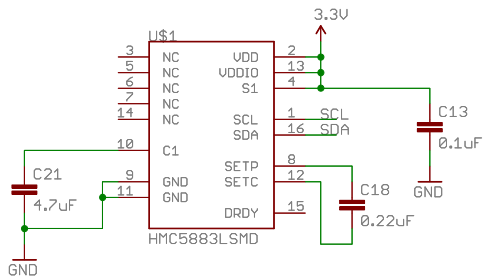 3.3V
U$1
3 NC VDD 2
5 NC VDDIO 13
6 NC S1 4
7 NC
14 NC SCL 1 SCL
SDA 16 SDA
C13
0.1uF
GND
10 C1
SETP 8
9 GND SETC 12
11 GND
C21
4.7uF
C18
0.22uF
DRDY 15
HMC5883LSMD
GND